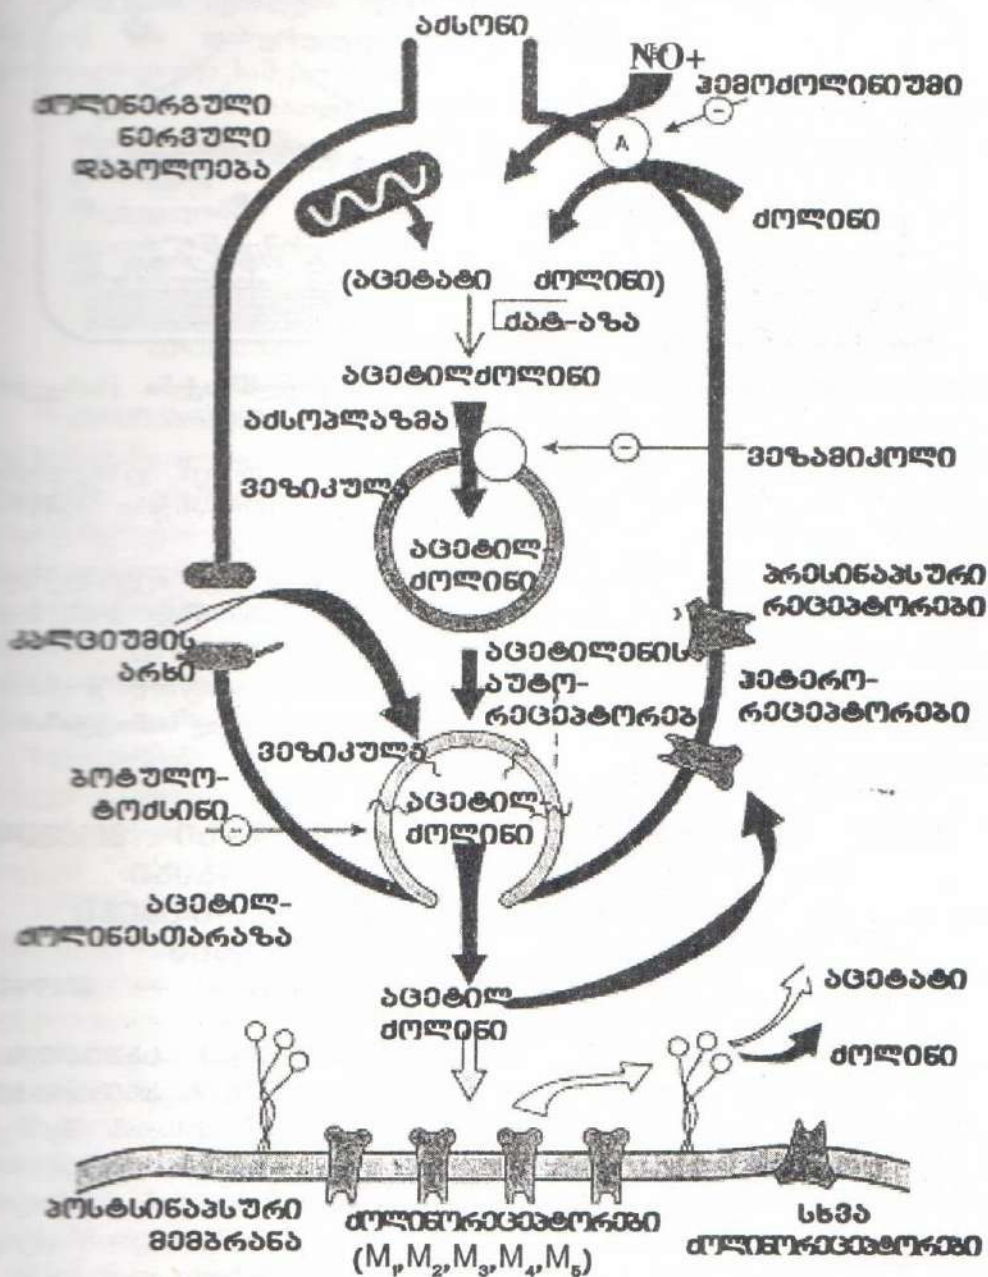 აქსონი
NაO+
ჰემოქოლინიუმი
ქოლინერგული
ნერვული
დაბოლოება
A
ქოლინი
(აცეტატი ქოლინი)
ქატ-აზა
აცეტილქოლინი
აქსოპლაზმა
ვეზამიკოლი
ვეზიკულა
აცეტილ-
ქოლინი
პრესინაპსური
რეცეპტორები
კალციუმის
არხი
აცეტილენის
აუტო-
რეცეპტორები
ჰეტერო-
რეცეპტორები
ვეზიკულა
ბოტულო-
ტოქსინი
აცეტილ-
ქოლინი
აცეტილ-
ქოლინესთარაზა
აცეტილ
ქოლინი
აცეტატი
ქოლინი
პოსტსინაპსური
მემბრანა
ქოლინორეცეპტორები
(M₁,M₂,M₃,M₄,M₅)
სხვა
ქოლინორეცეპტორები